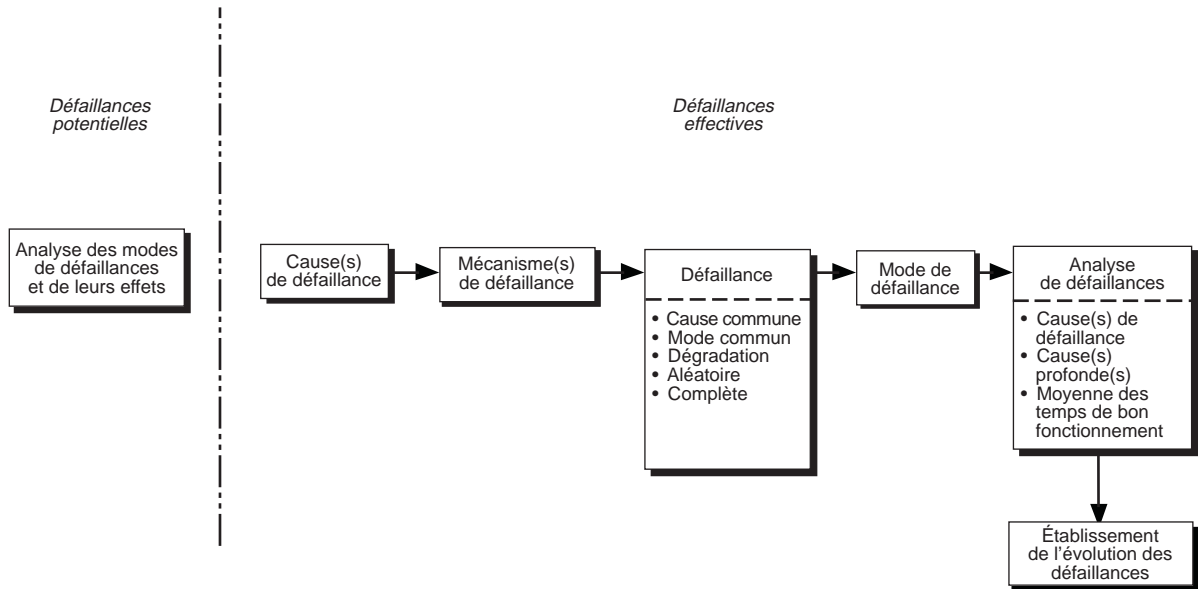 Défaillances
potentielles
Défaillances
effectives
Analyse des modes
de défaillances
et de leurs effets
Cause(s)
de défaillance
Mécanisme(s)
de défaillance
Défaillance
• Cause commune
• Mode commun
• Dégradation
• Aléatoire
• Complète
Mode de
défaillance
Analyse
de défaillances
• Cause(s) de
défaillance
• Cause(s)
profonde(s)
• Moyenne des
temps de bon
fonctionnement
Établissement
de l'évolution des
défaillances